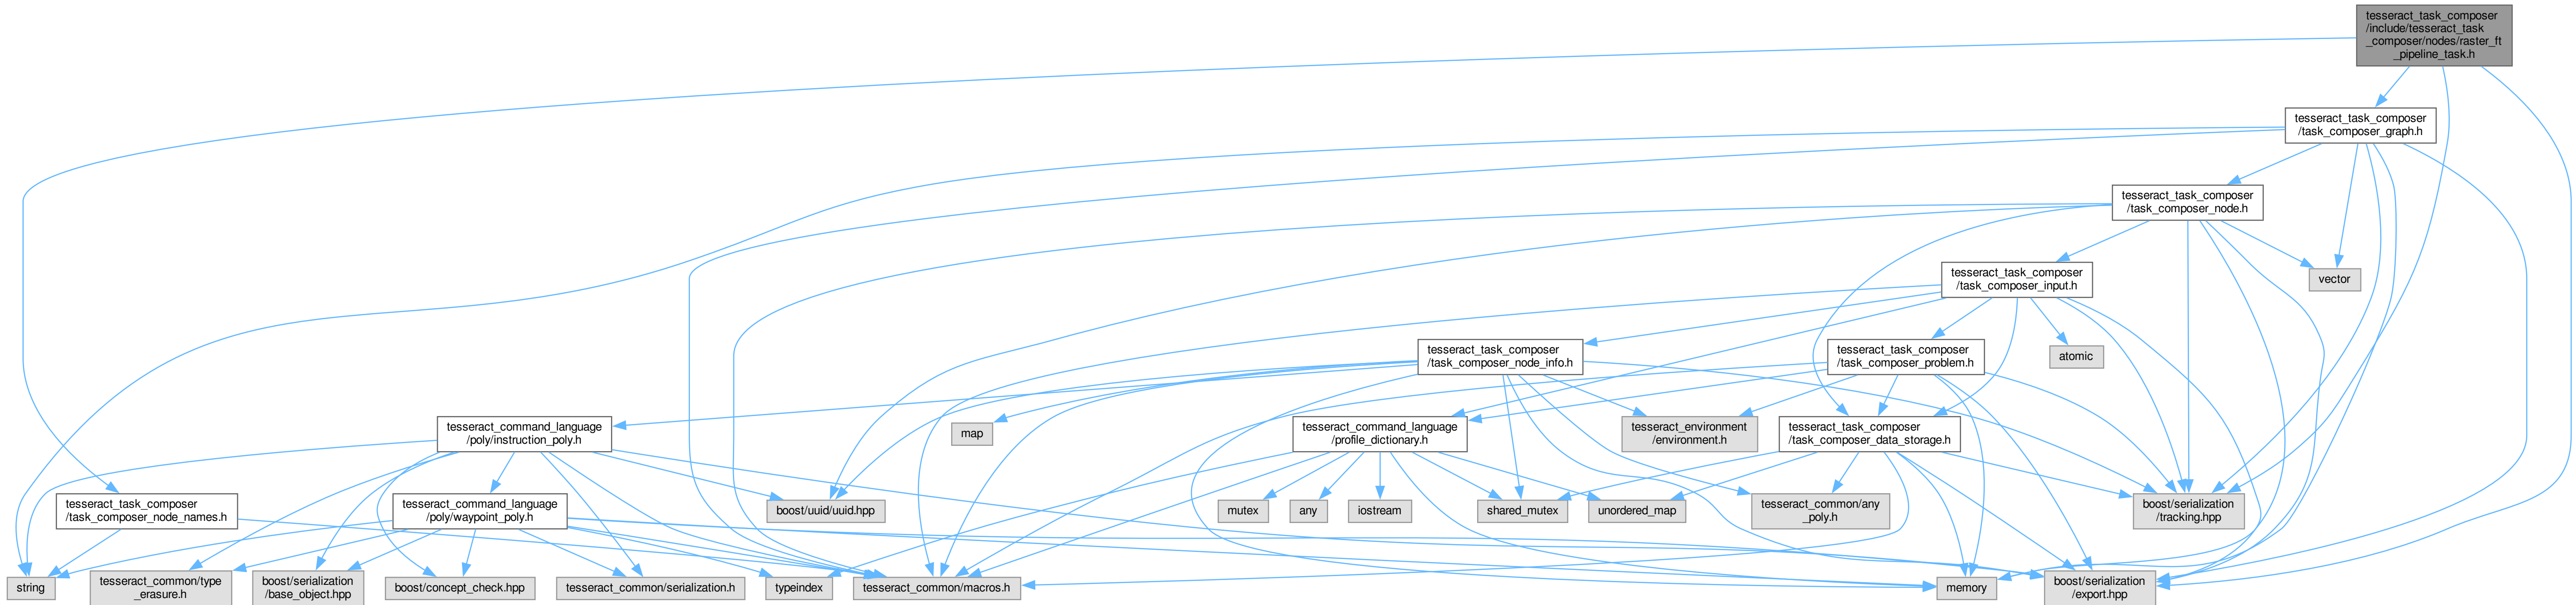 tesseract_task_composer
/include/tesseract_task
_composer/nodes/raster_ft
_pipeline_task.h
tesseract_task_composer
/task_composer_graph.h
tesseract_task_composer
/task_composer_node.h
tesseract_task_composer
/task_composer_input.h
vector
tesseract_task_composer
/task_composer_node_info.h
tesseract_task_composer
/task_composer_problem.h
atomic
tesseract_command_language
/poly/instruction_poly.h
map
tesseract_command_language
/profile_dictionary.h
tesseract_environment
/environment.h
tesseract_task_composer
/task_composer_data_storage.h
tesseract_task_composer
/task_composer_node_names.h
tesseract_command_language
/poly/waypoint_poly.h
boost/uuid/uuid.hpp
mutex
any
iostream
shared_mutex
unordered_map
tesseract_common/any
_poly.h
boost/serialization
/tracking.hpp
string
tesseract_common/type
_erasure.h
boost/serialization
/base_object.hpp
boost/concept_check.hpp
tesseract_common/serialization.h
typeindex
tesseract_common/macros.h
memory
boost/serialization
/export.hpp